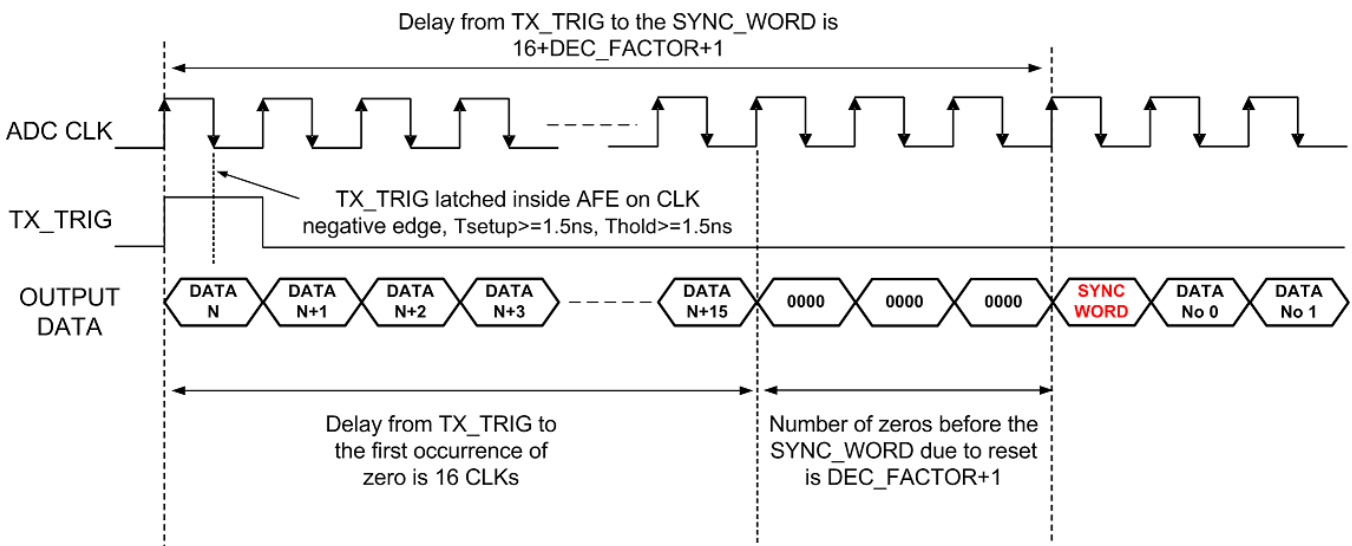 Delay from TX_TRIG to the SYNC_WORD is
16+DEC_FACTOR+1
ADC CLK
TX_TRIG latched inside AFE on CLK
negative edge, Tsetup>=1.5ns, Thold>=1.5ns
TX_TRIG
OUTPUT
DATA
DATA
N
DATA
N+1
DATA
N+2
DATA
N+3
DATA
N+15
0000
0000
0000
SYNC
WORD
DATA
No 0
DATA
No 1
Delay from TX_TRIG to
the first occurrence of
zero is 16 CLKs
Number of zeros before the
SYNC_WORD due to reset
is DEC_FACTOR+1